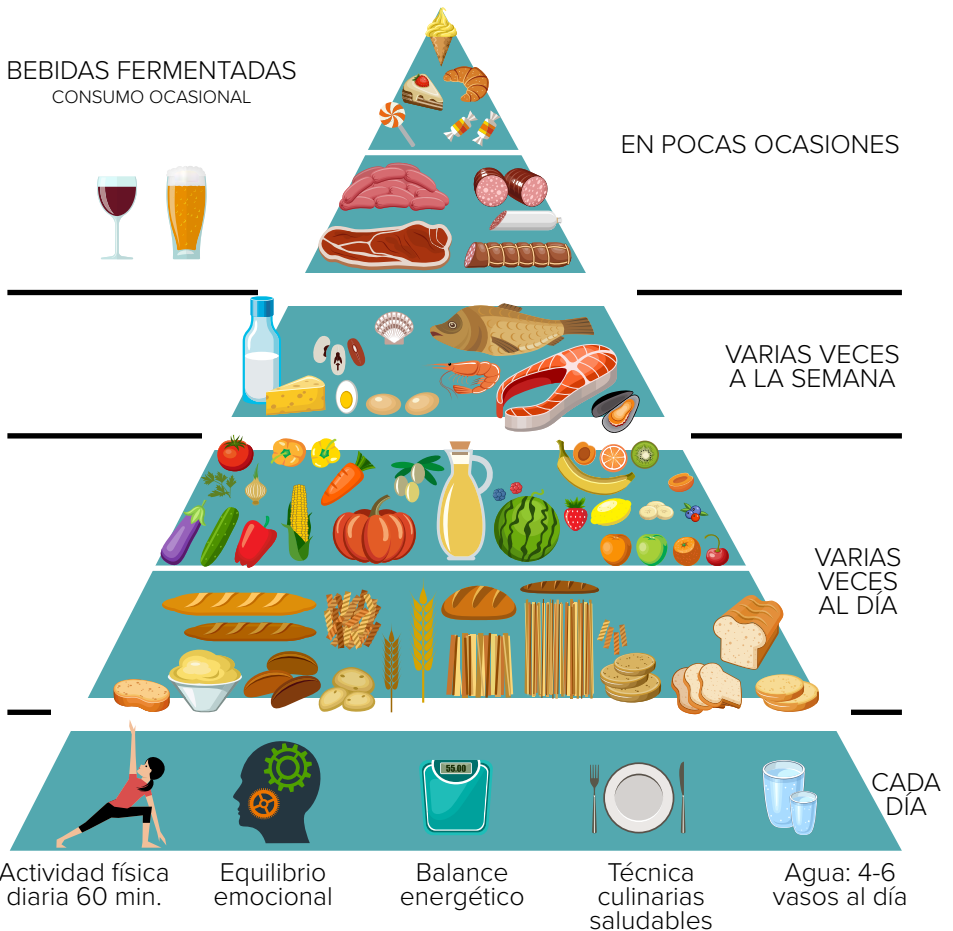 BEBIDAS FERMENTADAS
CONSUMO OCASIONAL
EN POCAS OCASIONES
VARIAS VECES
A LA SEMANA
VARIAS
VECES
AL DÍA
55.00
CADA
DÍA
Actividad física
diaria 60 min.
Equilibrio
emocional
Balance
energético
Técnica
culinarias
saludables
Agua: 4-6
vasos al día